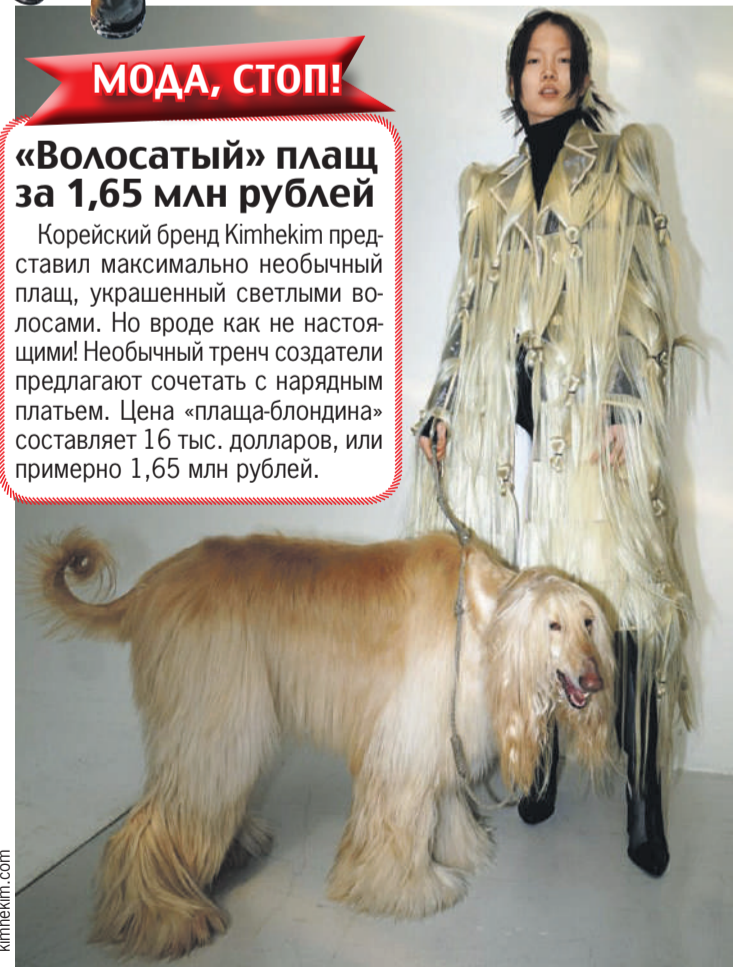 МОДА, СТОП!
«Волосатый» плащ
за 1,65 млн рублей
Корейский бренд Kimhekim пред-
ставил максимально необычный
плащ, украшенный светлыми во-
лосами. Но вроде как не настоя-
щими! Необычный тренч создатели
предлагают сочетать с нарядным
платьем. Цена «плаща-блондина»
составляет 16 тыс. долларов, или
примерно 1,65 млн рублей.
kimhekim.com